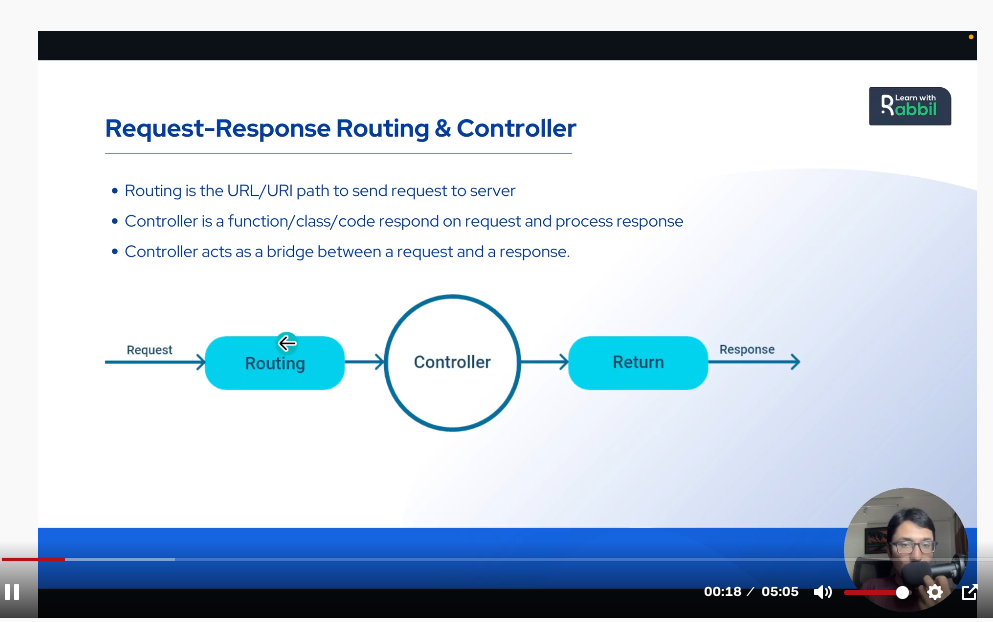 Learn with
Rabbil
Request-Response Routing & Controller
Routing is the URL/URI path to send request to server
Controller is a function/class/code respond on request and process response
Controller acts as a bridge between a request and a response.
Request
Routing
Controller
Return
Response
00:18 / 05:05